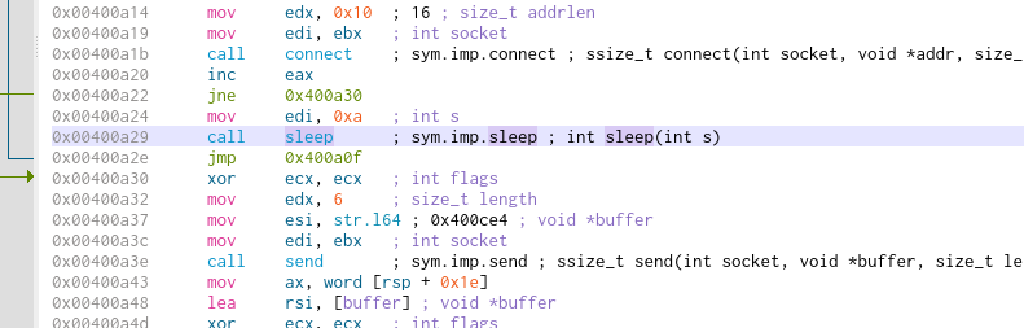 0x00400a14 mov edx, 0x10 ; 16 ; size_t addrlen
0x00400a19 mov edi, ebx ; int socket
0x00400a1b call connect ; sym.imp.connect ; ssize_t connect(int socket, void *addr, size_
0x00400a20 inc eax
0x00400a22 jne 0x400a30
0x00400a24 mov edi, 0xa ; int s
0x00400a29 call sleep ; sym.imp.sleep ; int sleep(int s)
0x00400a2e jmp 0x400a0f
0x00400a30 xor ecx, ecx ; int flags
0x00400a32 mov edx, 6 ; size_t length
0x00400a37 mov esi, str.l64 ; 0x400ce4 ; void *buffer
0x00400a3c mov edi, ebx ; int socket
0x00400a3e call send ; sym.imp.send ; ssize_t send(int socket, void *buffer, size_t le
0x00400a43 mov ax, word [rsp + 0x1e]
0x00400a48 lea rsi, [buffer] ; void *buffer
0x00400a4d xor ecx, ecx ; int flags